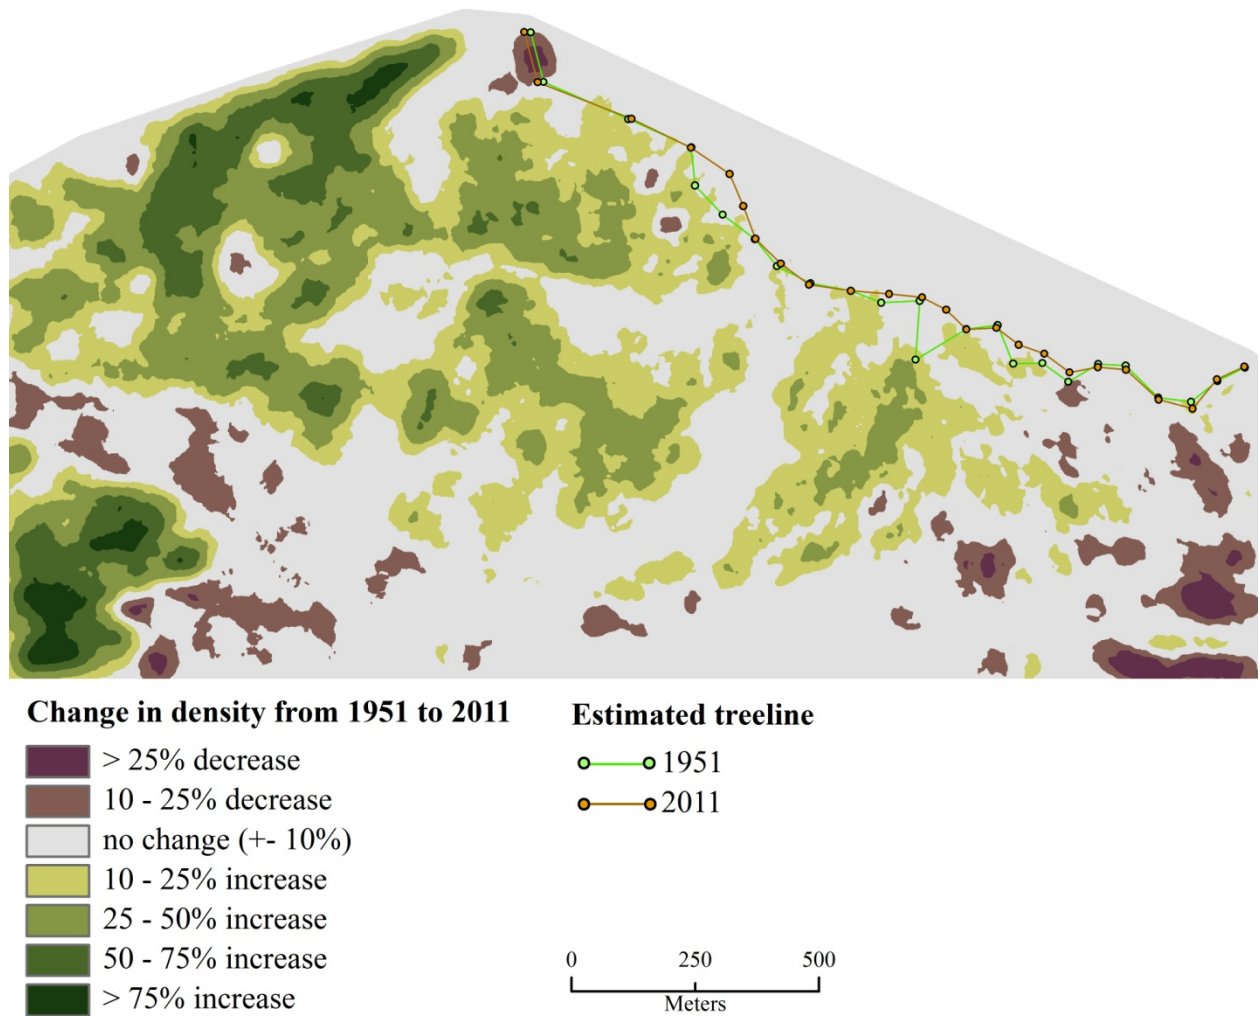 Change in density from 1951 to 2011
> 25% decrease
10 - 25% decrease
no change (+- 10%)
10 - 25% increase
25 - 50% increase
50 - 75% increase
> 75% increase
Estimated treeline
1951
2011
0 250 500
Meters